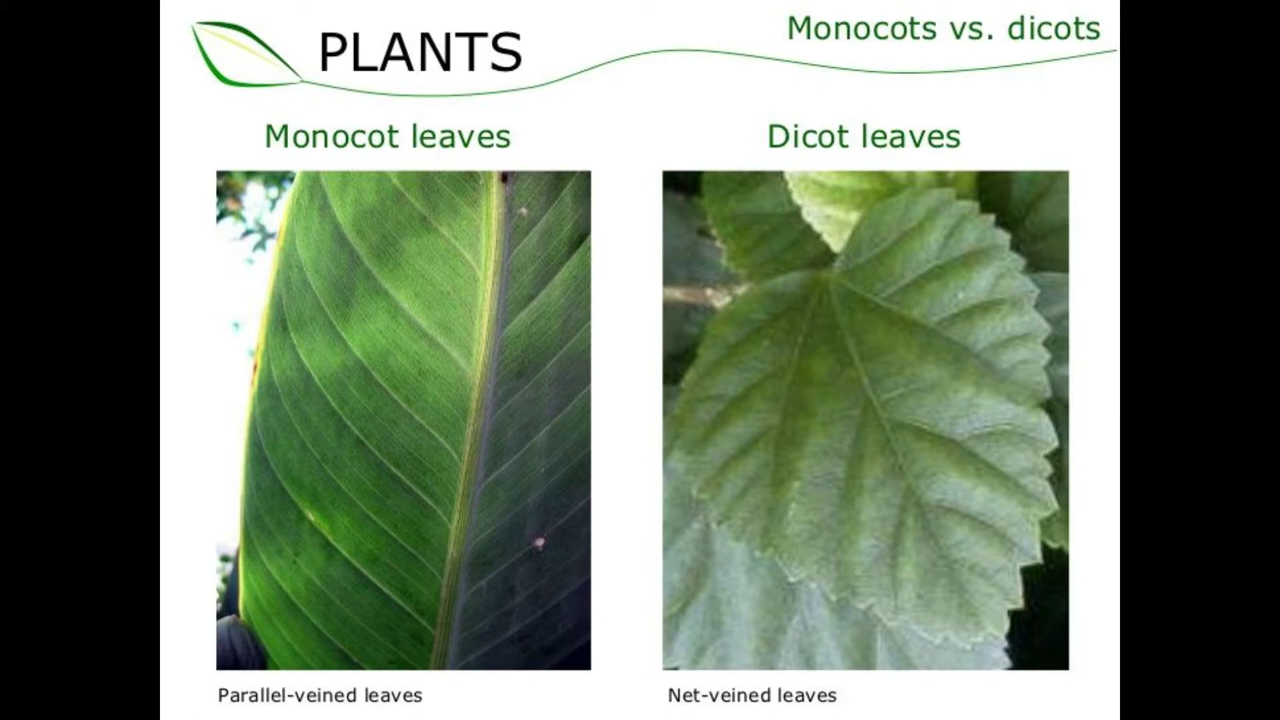 PLANTS
Monocots vs. dicots
Monocot leaves
Dicot leaves
Parallel-veined leaves
Net-veined leaves